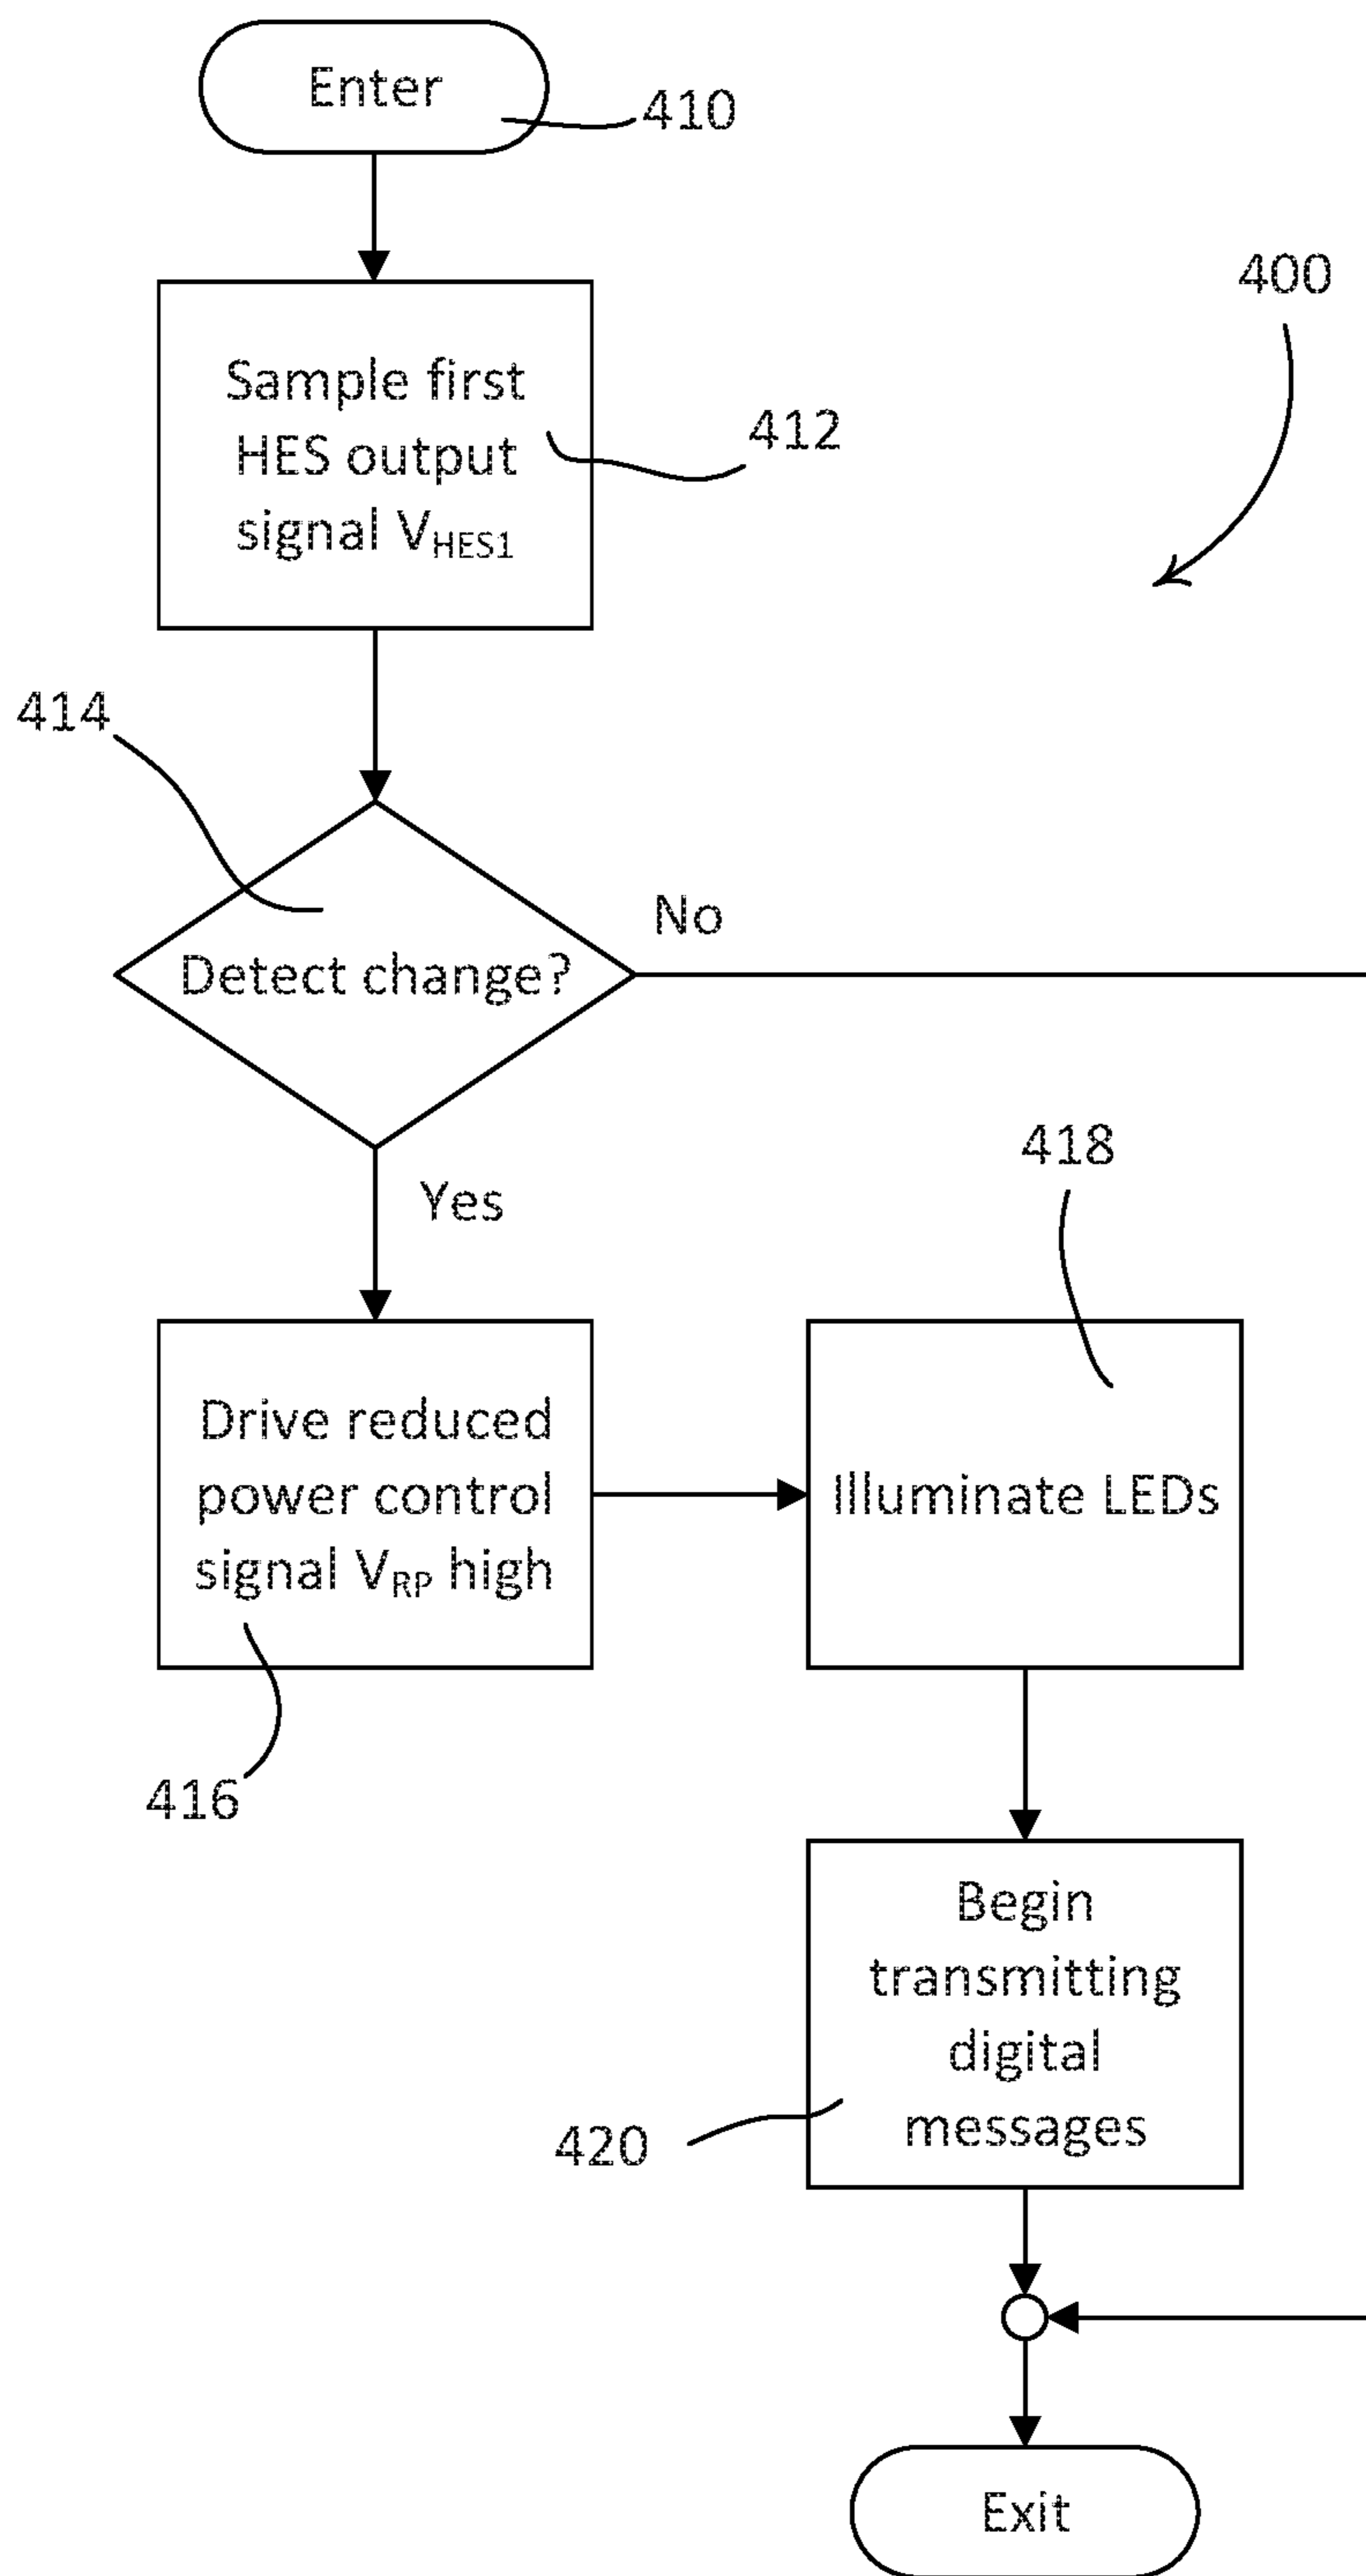 Enter
410
400
Sample first
HES output
signal VHES1
412
414
No
Detect change?
Yes
418
Drive reduced
power control
signal VRP high
Illuminate LEDs
416
Begin
transmitting
digital
messages
420
Exit